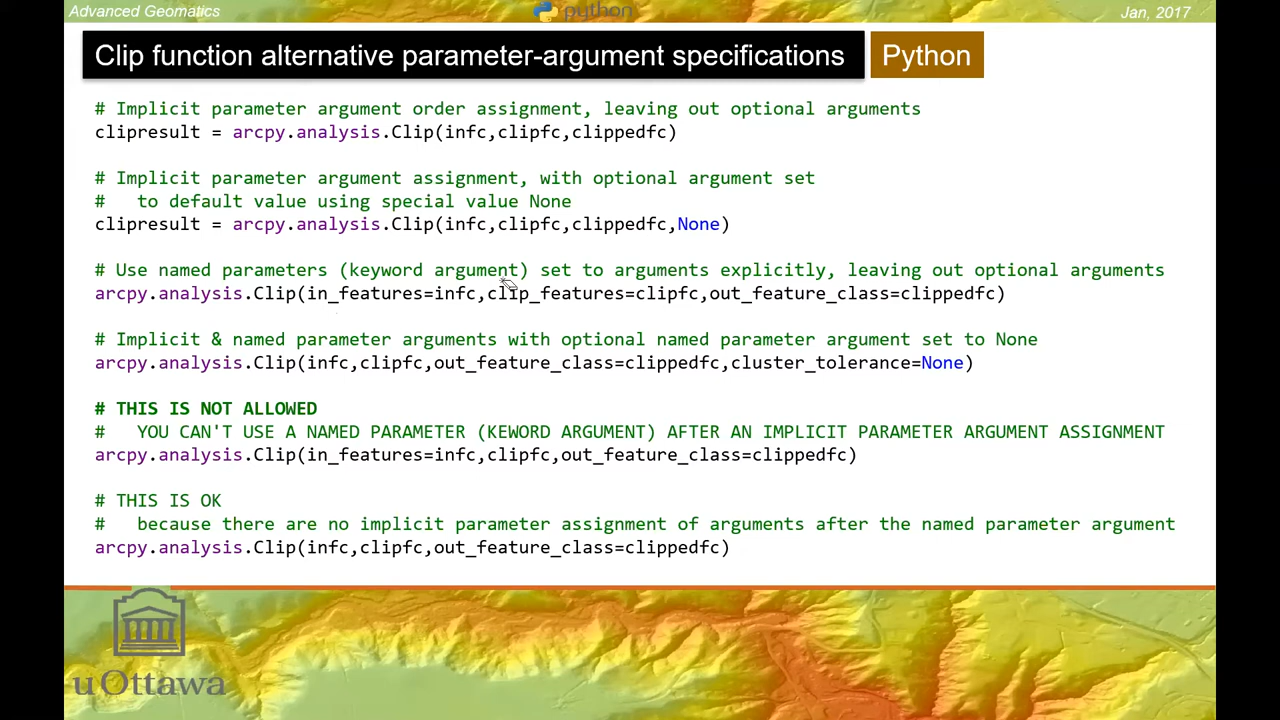 Advanced Geomatics
python
Jan, 2017
Clip function alternative parameter-argument specifications
Python
# Implicit parameter argument order assignment, leaving out optional arguments
clipresult = arcpy.analysis.Clip(infc,clipfc,clippedfc)
# Implicit parameter argument assignment, with optional argument set
#   to default value using special value None
clipresult = arcpy.analysis.Clip(infc,clipfc,clippedfc,None)
# Use named parameters (keyword argument) set to arguments explicitly, leaving out optional arguments
arcpy.analysis.Clip(in_features=infc,clip_features=clipfc,out_feature_class=clippedfc)
# Implicit & named parameter arguments with optional named parameter argument set to None
arcpy.analysis.Clip(infc,clipfc,out_feature_class=clippedfc,cluster_tolerance=None)
# THIS IS NOT ALLOWED
#   YOU CAN'T USE A NAMED PARAMETER (KEWORD ARGUMENT) AFTER AN IMPLICIT PARAMETER ARGUMENT ASSIGNMENT
arcpy.analysis.Clip(in_features=infc,clipfc,out_feature_class=clippedfc)
# THIS IS OK
#   because there are no implicit parameter assignment of arguments after the named parameter argument
arcpy.analysis.Clip(infc,clipfc,out_feature_class=clippedfc)
uOttawa